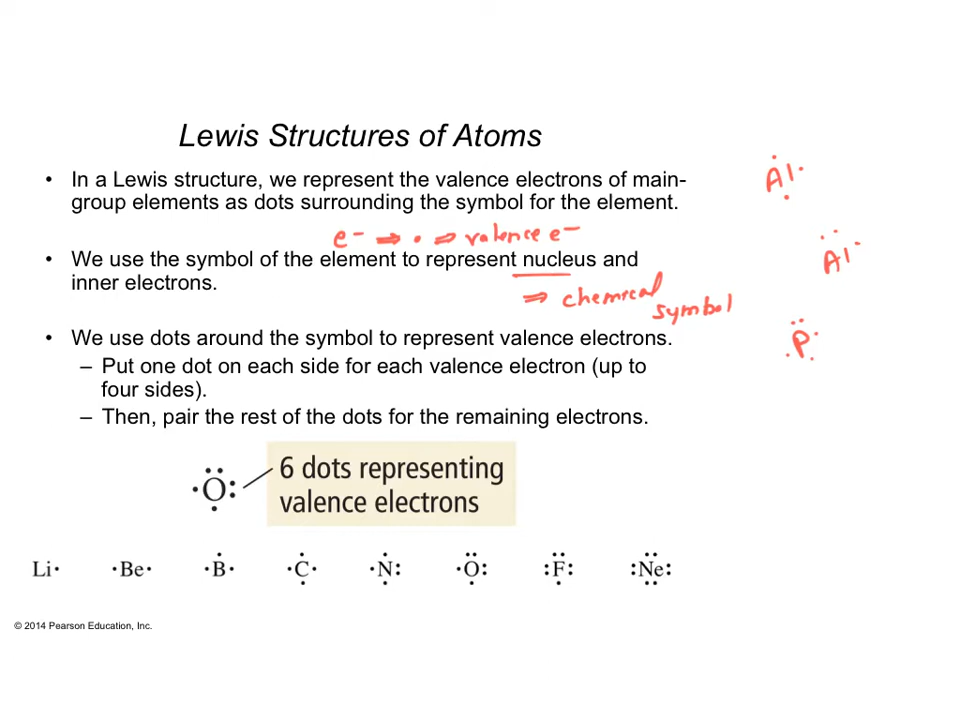 Lewis Structures of Atoms
• In a Lewis structure, we represent the valence electrons of main-
group elements as dots surrounding the symbol for the element.
e⁻ ⇒ • ⇒ valence e⁻
• We use the symbol of the element to represent nucleus and
inner electrons.
⇒ chemical
symbol
• We use dots around the symbol to represent valence electrons.
– Put one dot on each side for each valence electron (up to
four sides).
– Then, pair the rest of the dots for the remaining electrons.
Al
Al
P
O
6 dots representing
valence electrons
Li· ·Be· ·B· ·C· ·N: ·O: :F: :Ne:
© 2014 Pearson Education, Inc.